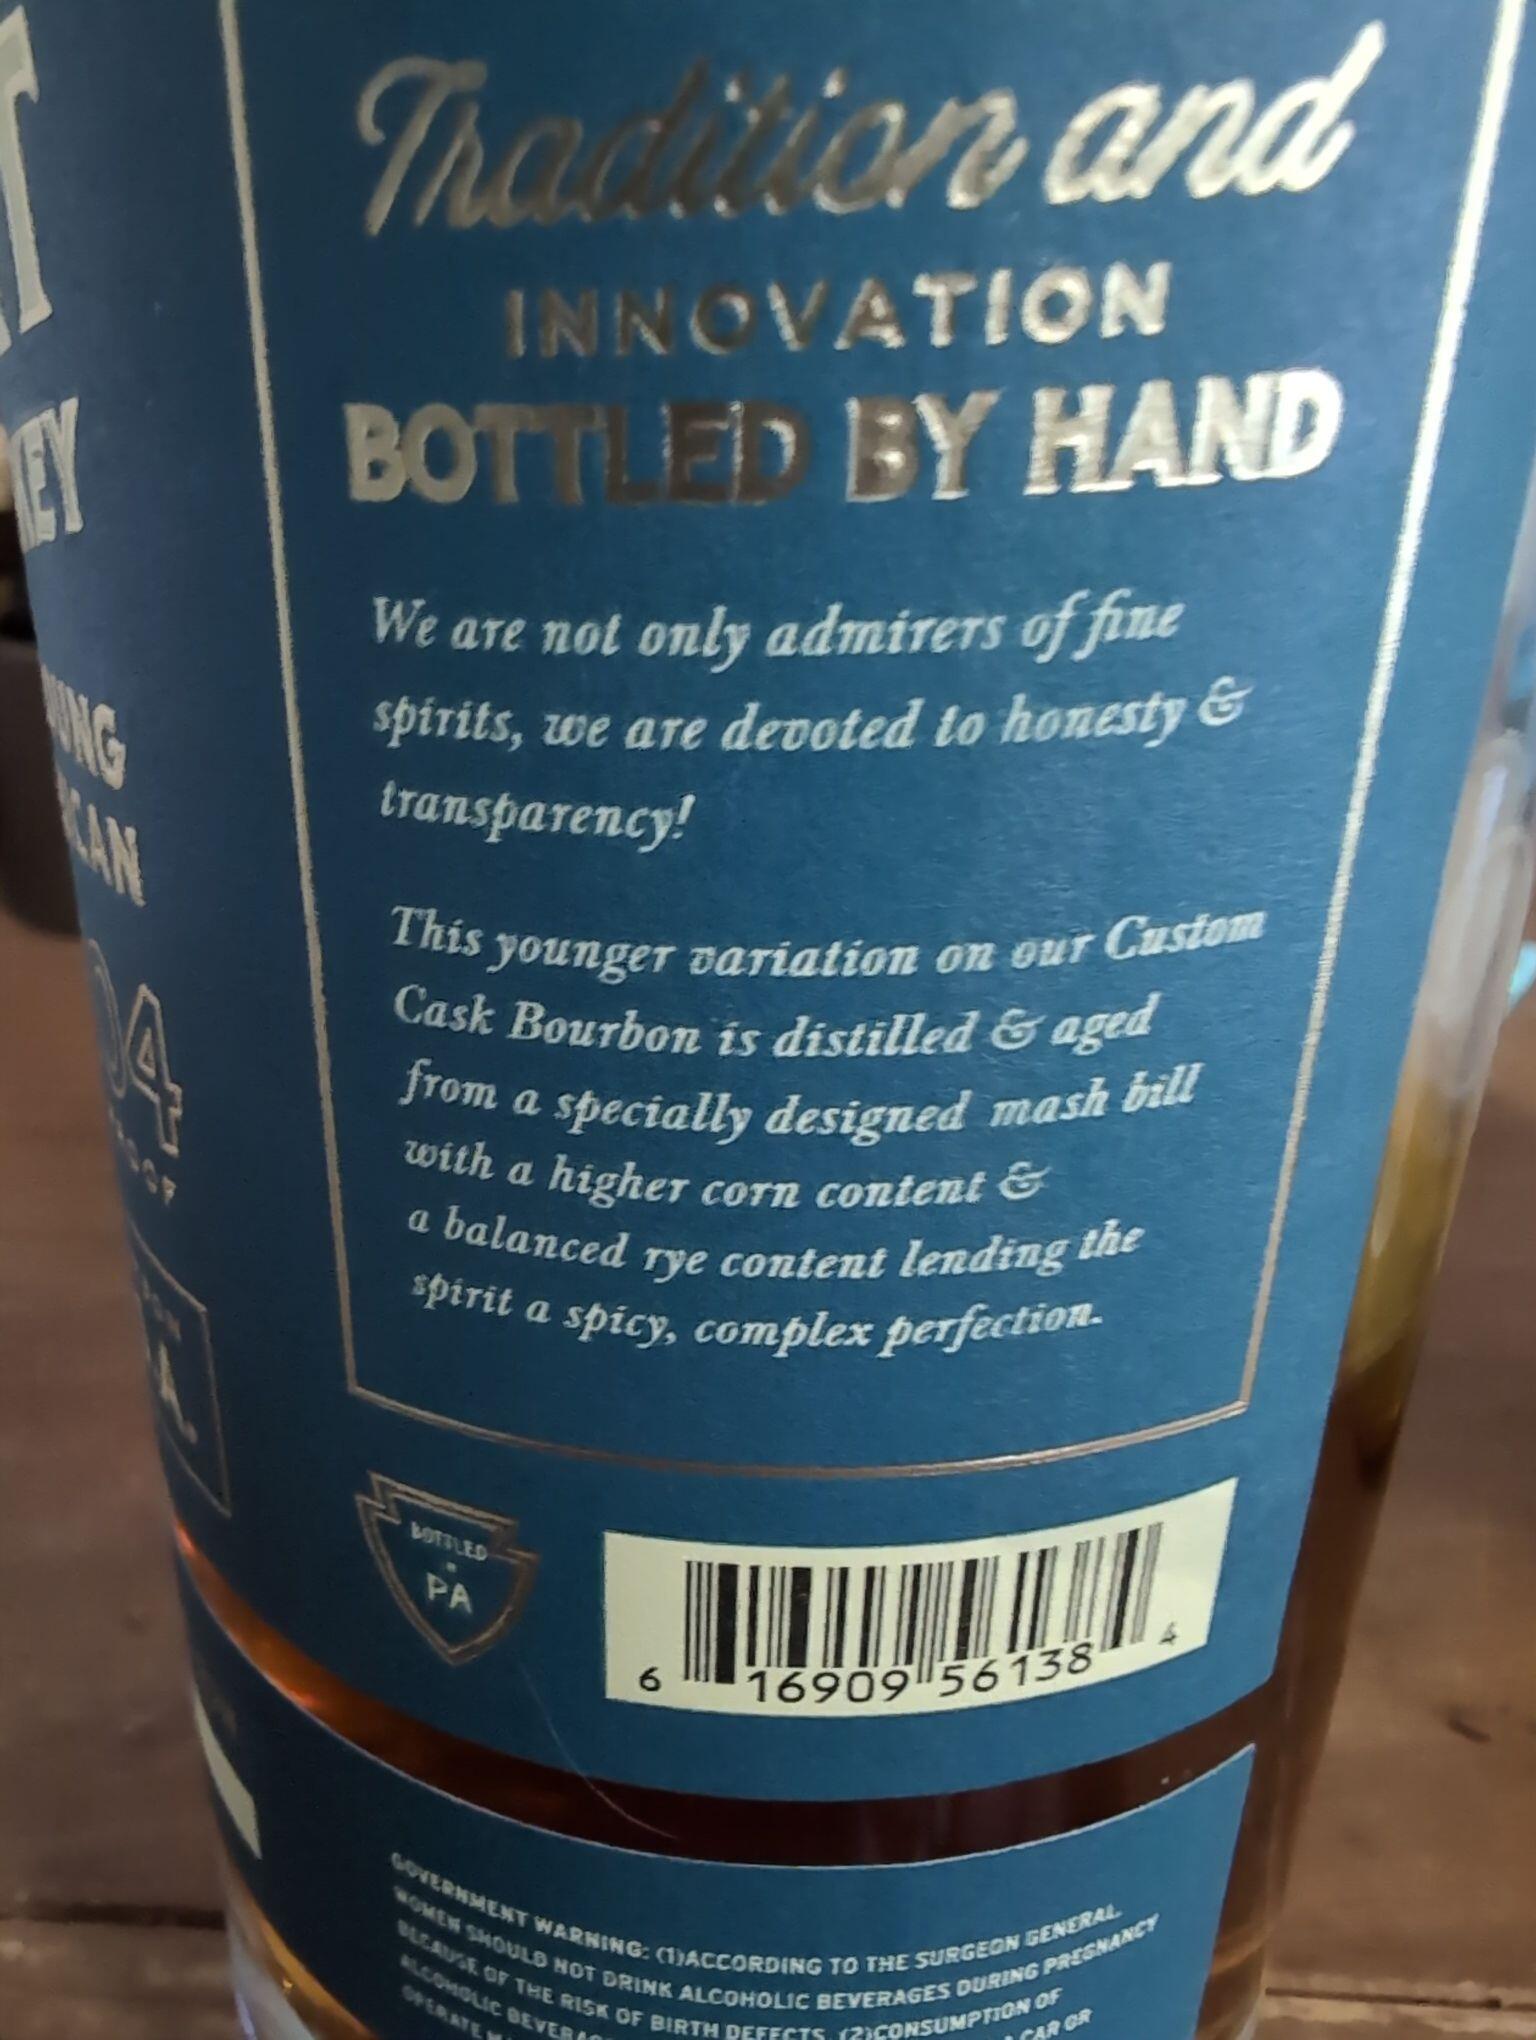 Tradition and
INNOVATION
BOTTLED BY HAND
We are not only admirers of fine
spirits, we are devoted to honesty &
transparency!
This younger variation on our Custom
Cask Bourbon is distilled & aged
from a specially designed mash bill
with a higher corn content &
a balanced rye content lending the
spirit a spicy, complex perfection.
BOTTLED
PA
6 16909 56138 4
GOVERNMENT WARNING: (1)ACCORDING TO THE SURGEON GENERAL,
WOMEN SHOULD NOT DRINK ALCOHOLIC BEVERAGES DURING PREGNANCY
BECAUSE OF THE RISK OF BIRTH DEFECTS. (2)CONSUMPTION OF
ALCOHOLIC CAR OR
OPERATE